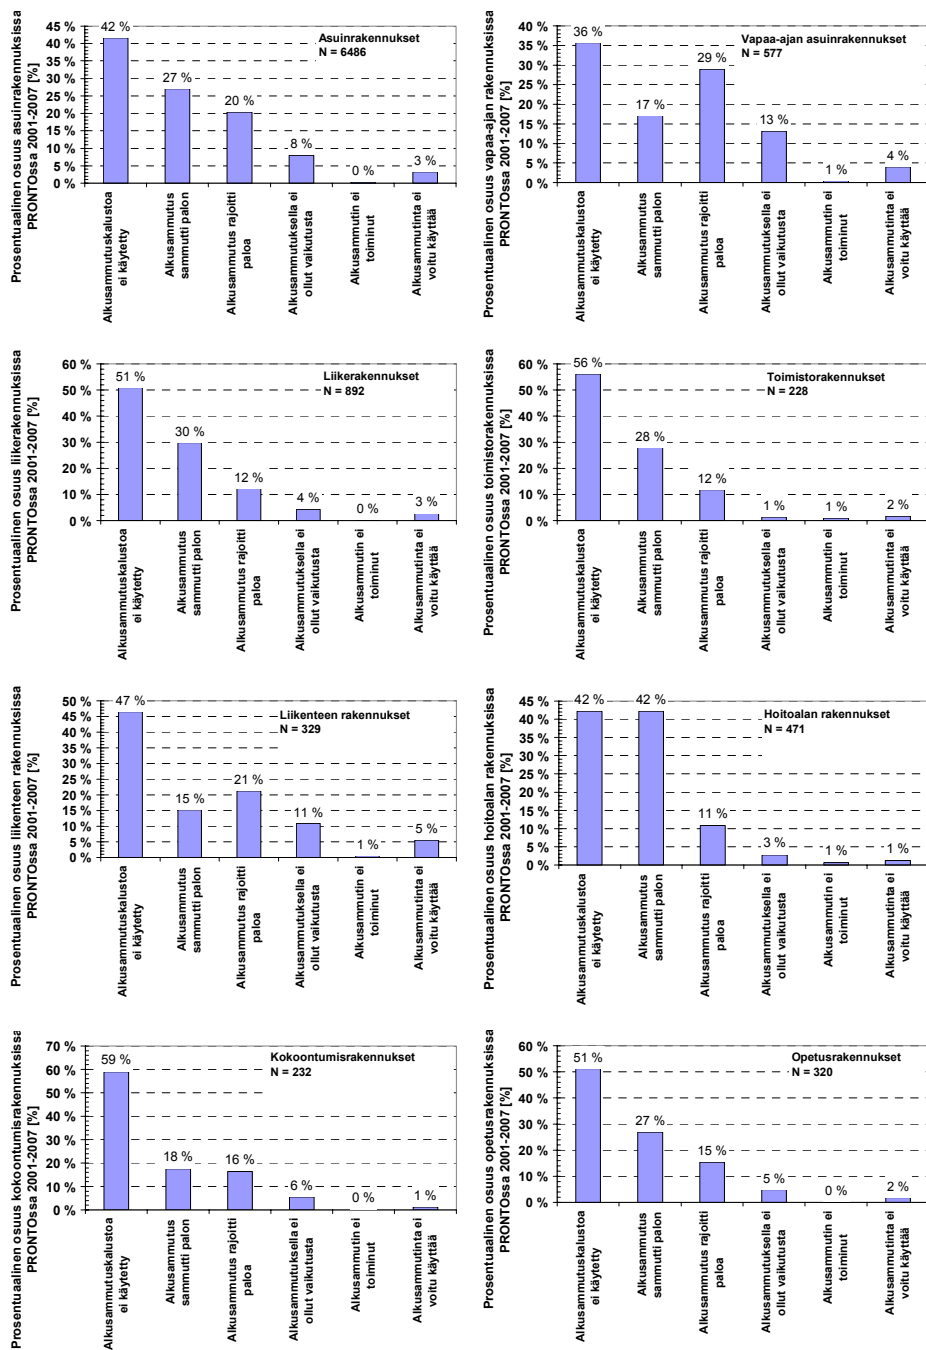 Prosentuaalinen osuus asuinrakennuksissa
PRONTOssa 2001-2007 [%]
45 %
40 %
35 %
30 %
25 %
20 %
15 %
10 %
5 %
0 %
42 %
27 %
20 %
8 %
0 %
3 %
Asuinrakennukset
N = 6486
Alkusammutuskalustoa
ei käytetty
Alkusammutus
sammutti palon
Alkusammutus rajoitti
paloa
Alkusammutuksella ei
ollut vaikutusta
Alkusammutin ei
toiminut
Alkusammutinta ei
voitu käyttää
Prosentuaalinen osuus vapaa-ajan rakennuksissa
PRONTOssa 2001-2007 [%]
40 %
35 %
30 %
25 %
20 %
15 %
10 %
5 %
0 %
36 %
17 %
29 %
13 %
1 %
4 %
Vapaa-ajan asuinrakennukset
N = 577
Alkusammutuskalustoa
ei käytetty
Alkusammutus
sammutti palon
Alkusammutus rajoitti
paloa
Alkusammutuksella ei
ollut vaikutusta
Alkusammutin ei
toiminut
Alkusammutinta ei
voitu käyttää
Prosentuaalinen osuus liikerakennuksissa
PRONTOssa 2001-2007 [%]
60 %
50 %
40 %
30 %
20 %
10 %
0 %
51 %
30 %
12 %
4 %
0 %
3 %
Liikerakennukset
N = 892
Alkusammutuskalustoa
ei käytetty
Alkusammutus
sammutti palon
Alkusammutus rajoitti
paloa
Alkusammutuksella ei
ollut vaikutusta
Alkusammutin ei
toiminut
Alkusammutinta ei
voitu käyttää
Prosentuaalinen osuus toimistorakennuksissa
PRONTOssa 2001-2007 [%]
60 %
50 %
40 %
30 %
20 %
10 %
0 %
56 %
28 %
12 %
1 %
1 %
2 %
Toimistorakennukset
N = 228
Alkusammutuskalustoa
ei käytetty
Alkusammutus
sammutti palon
Alkusammutus rajoitti
paloa
Alkusammutuksella ei
ollut vaikutusta
Alkusammutin ei
toiminut
Alkusammutinta ei
voitu käyttää
Prosentuaalinen osuus liikenteen rakennuksissa
PRONTOssa 2001-2007 [%]
50 %
45 %
40 %
35 %
30 %
25 %
20 %
15 %
10 %
5 %
0 %
47 %
15 %
21 %
11 %
1 %
5 %
Liikenteen rakennukset
N = 329
Alkusammutuskalustoa
ei käytetty
Alkusammutus
sammutti palon
Alkusammutus rajoitti
paloa
Alkusammutuksella ei
ollut vaikutusta
Alkusammutin ei
toiminut
Alkusammutinta ei
voitu käyttää
Prosentuaalinen osuus hoitoalan rakennuksissa
PRONTOssa 2001-2007 [%]
45 %
40 %
35 %
30 %
25 %
20 %
15 %
10 %
5 %
0 %
42 %
42 %
11 %
3 %
1 %
1 %
Hoitoalan rakennukset
N = 471
Alkusammutuskalustoa
ei käytetty
Alkusammutus
sammutti palon
Alkusammutus rajoitti
paloa
Alkusammutuksella ei
ollut vaikutusta
Alkusammutin ei
toiminut
Alkusammutinta ei
voitu käyttää
Prosentuaalinen osuus kokoontumisrakennuksissa
PRONTOssa 2001-2007 [%]
70 %
60 %
50 %
40 %
30 %
20 %
10 %
0 %
59 %
18 %
16 %
6 %
0 %
1 %
Kokoontumisrakennukset
N = 232
Alkusammutuskalustoa
ei käytetty
Alkusammutus
sammutti palon
Alkusammutus rajoitti
paloa
Alkusammutuksella ei
ollut vaikutusta
Alkusammutin ei
toiminut
Alkusammutinta ei
voitu käyttää
Prosentuaalinen osuus opetusrakennuksissa
PRONTOssa 2001-2007 [%]
60 %
50 %
40 %
30 %
20 %
10 %
0 %
51 %
27 %
15 %
5 %
0 %
2 %
Opetusrakennukset
N = 320
Alkusammutuskalustoa
ei käytetty
Alkusammutus
sammutti palon
Alkusammutus rajoitti
paloa
Alkusammutuksella ei
ollut vaikutusta
Alkusammutin ei
toiminut
Alkusammutinta ei
voitu käyttää